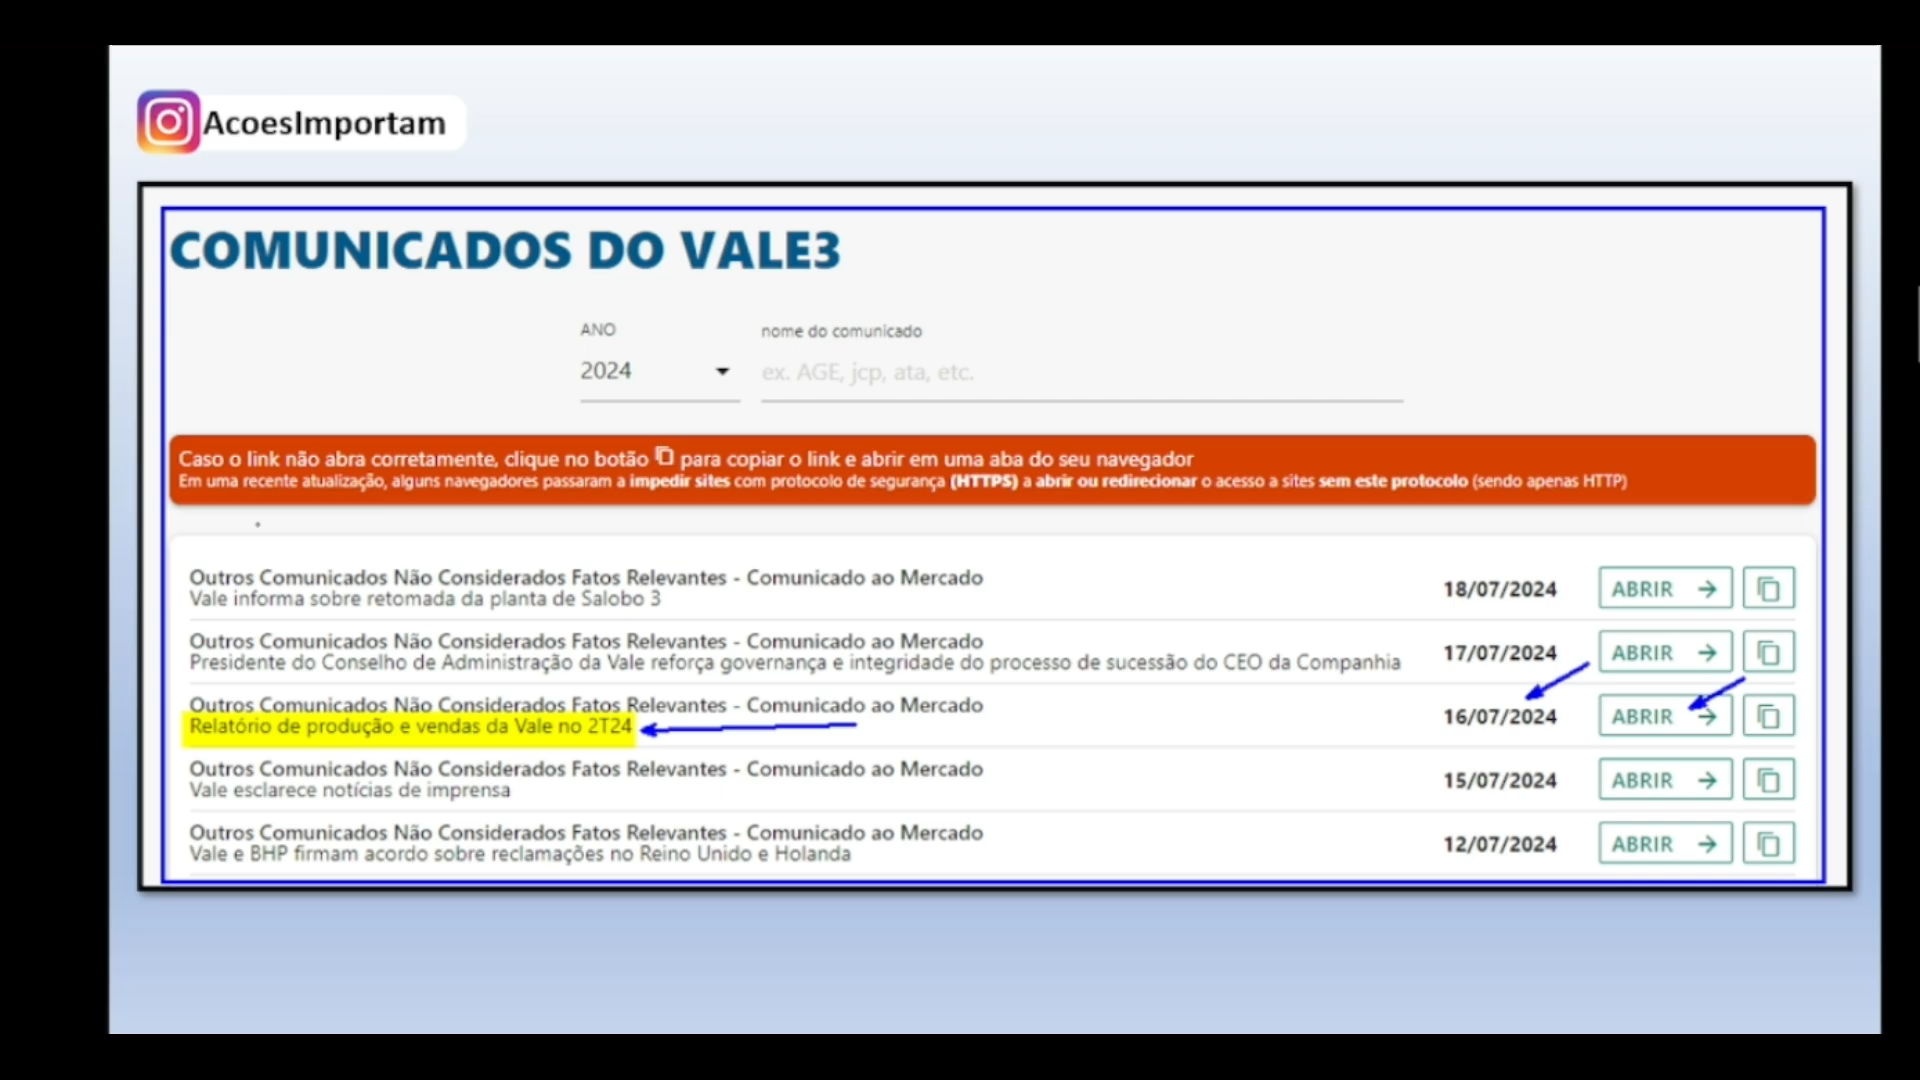 AcoesImportam
COMUNICADOS DO VALE3
ANO
nome do comunicado
2024
ex. AGE, jcp, ata, etc.
Caso o link não abra corretamente, clique no botão para copiar o link e abrir em uma aba do seu navegador
Em uma recente atualização, alguns navegadores passaram a impedir sites com protocolo de segurança (HTTPS) a abrir ou redirecionar o acesso a sites sem este protocolo (sendo apenas HTTP)
Outros Comunicados Não Considerados Fatos Relevantes - Comunicado ao Mercado
Vale informa sobre retomada da planta de Salobo 3
18/07/2024
ABRIR
Outros Comunicados Não Considerados Fatos Relevantes - Comunicado ao Mercado
Presidente do Conselho de Administração da Vale reforça governança e integridade do processo de sucessão do CEO da Companhia
17/07/2024
ABRIR
Outros Comunicados Não Considerados Fatos Relevantes - Comunicado ao Mercado
Relatório de produção e vendas da Vale no 2T24
16/07/2024
ABRIR
Outros Comunicados Não Considerados Fatos Relevantes - Comunicado ao Mercado
Vale esclarece notícias de imprensa
15/07/2024
ABRIR
Outros Comunicados Não Considerados Fatos Relevantes - Comunicado ao Mercado
Vale e BHP firmam acordo sobre reclamações no Reino Unido e Holanda
12/07/2024
ABRIR